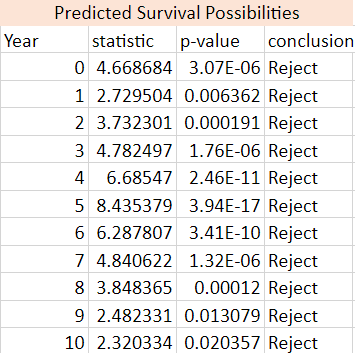 Predicted Survival Possibilities
Year statistic p-value conclusion
0 4.668684 3.07E-06 Reject
1 2.729504 0.006362 Reject
2 3.732301 0.000191 Reject
3 4.782497 1.76E-06 Reject
4 6.68547 2.46E-11 Reject
5 8.435379 3.94E-17 Reject
6 6.287807 3.41E-10 Reject
7 4.840622 1.32E-06 Reject
8 3.848365 0.00012 Reject
9 2.482331 0.013079 Reject
10 2.320334 0.020357 Reject